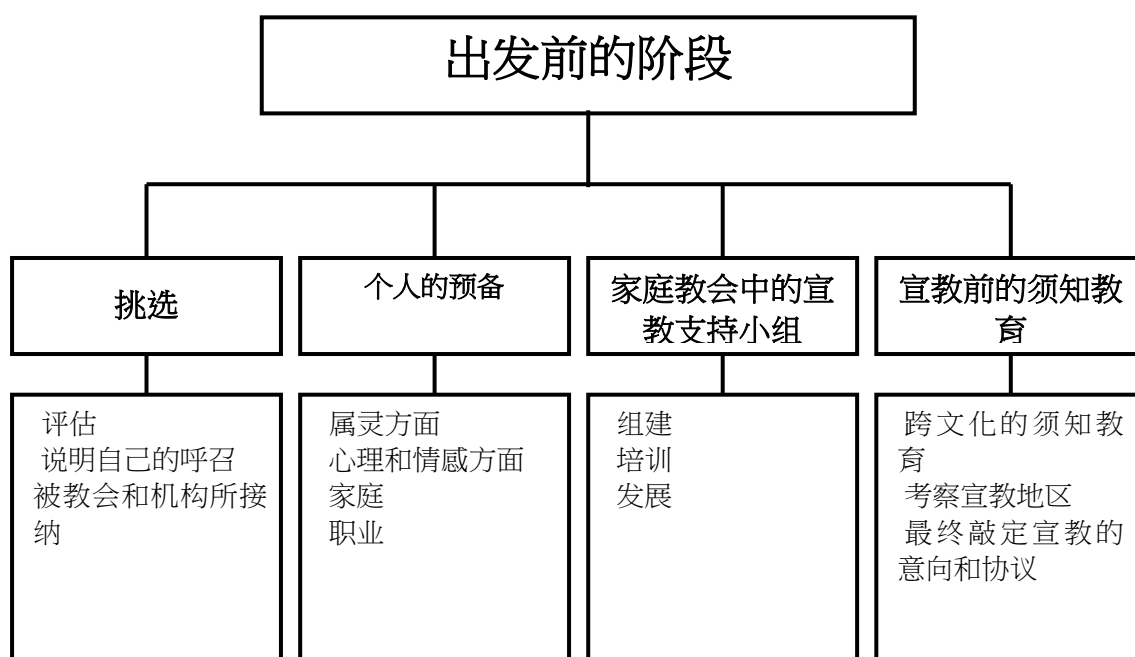 出发前的阶段
挑选
个人的预备
家庭教会中的宣
教支持小组
宣教前的须知教
育
评估
说明自己的呼召
被教会和机构所接
纳
属灵方面
心理和情感方面
家庭
职业
组建
培训
发展
跨文化的须知教
育
考察宣教地区
最终敲定宣教的
意向和协议